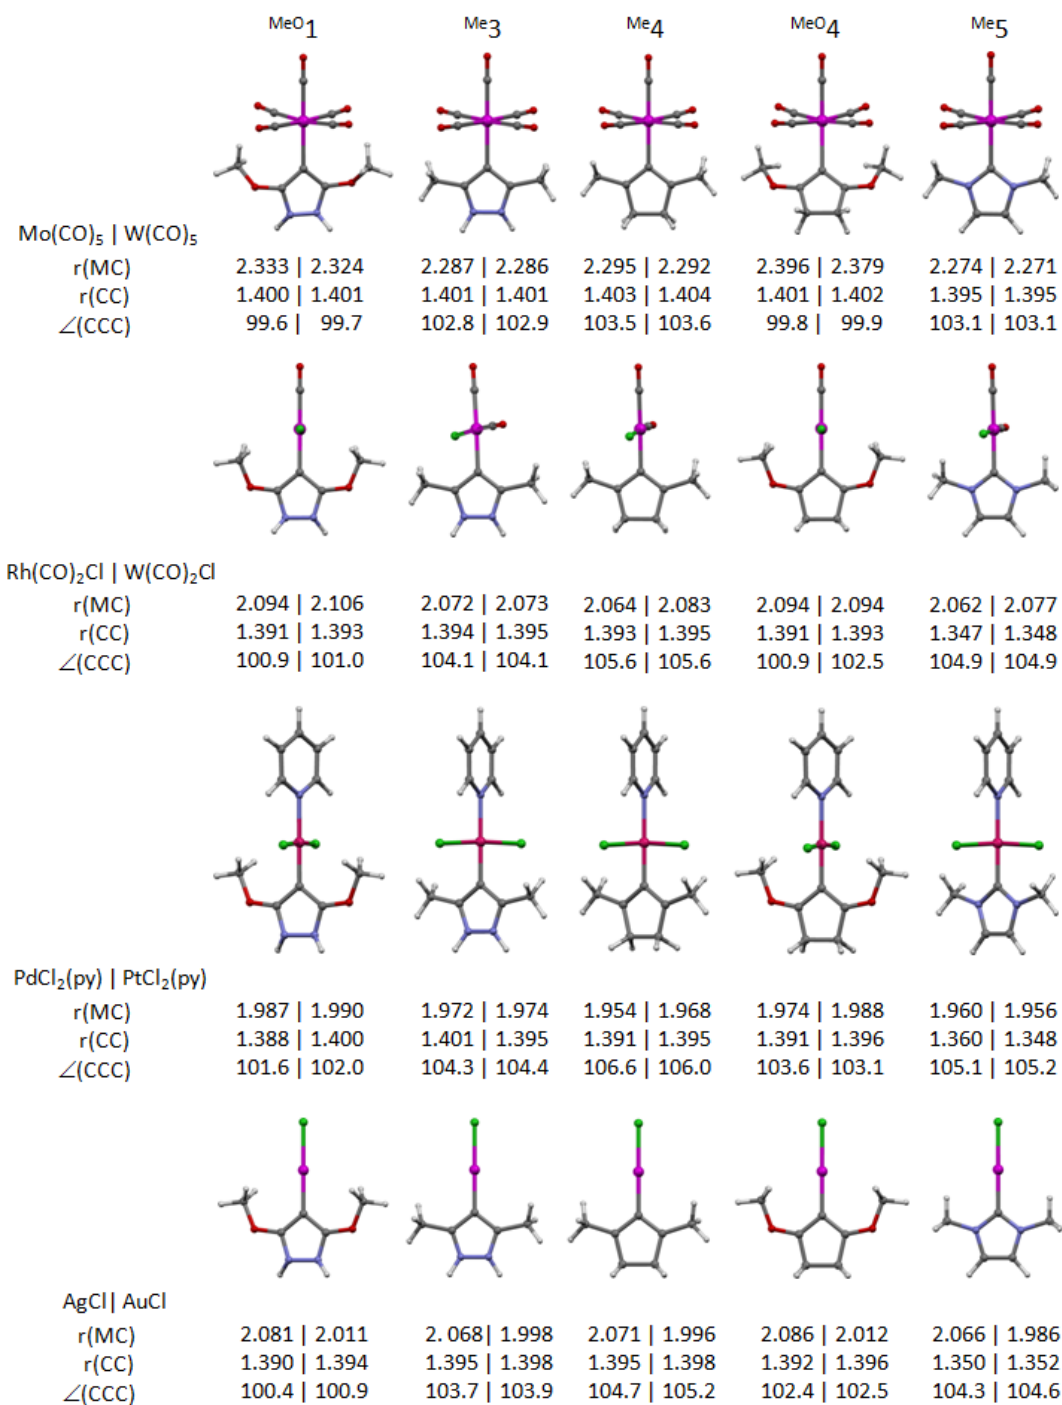 MeO1 Me3 Me4 MeO4 Me5
Mo(CO)5 | W(CO)5
r(MC) 2.333 | 2.324 2.287 | 2.286 2.295 | 2.292 2.396 | 2.379 2.274 | 2.271
r(CC) 1.400 | 1.401 1.401 | 1.401 1.403 | 1.404 1.401 | 1.402 1.395 | 1.395
∠(CCC) 99.6 | 99.7 102.8 | 102.9 103.5 | 103.6 99.8 | 99.9 103.1 | 103.1
Rh(CO)2Cl | W(CO)2Cl
r(MC) 2.094 | 2.106 2.072 | 2.073 2.064 | 2.083 2.094 | 2.094 2.062 | 2.077
r(CC) 1.391 | 1.393 1.394 | 1.395 1.393 | 1.395 1.391 | 1.393 1.347 | 1.348
∠(CCC) 100.9 | 101.0 104.1 | 104.1 105.6 | 105.6 100.9 | 102.5 104.9 | 104.9
PdCl2(py) | PtCl2(py)
r(MC) 1.987 | 1.990 1.972 | 1.974 1.954 | 1.968 1.974 | 1.988 1.960 | 1.956
r(CC) 1.388 | 1.400 1.401 | 1.395 1.391 | 1.395 1.391 | 1.396 1.360 | 1.348
∠(CCC) 101.6 | 102.0 104.3 | 104.4 106.6 | 106.0 103.6 | 103.1 105.1 | 105.2
AgCl| AuCl
r(MC) 2.081 | 2.011 2. 068| 1.998 2.071 | 1.996 2.086 | 2.012 2.066 | 1.986
r(CC) 1.390 | 1.394 1.395 | 1.398 1.395 | 1.398 1.392 | 1.396 1.350 | 1.352
∠(CCC) 100.4 | 100.9 103.7 | 103.9 104.7 | 105.2 102.4 | 102.5 104.3 | 104.6